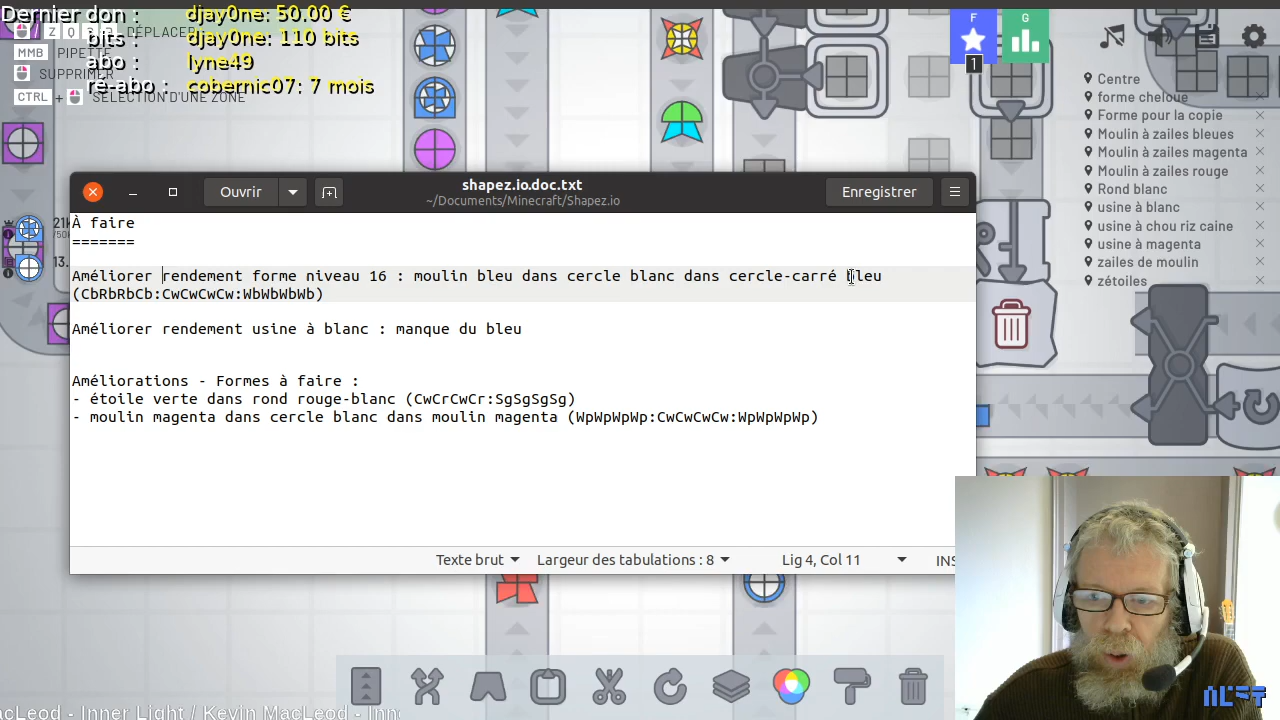 Dernier don : djay0ne: 50.00 €
Z Q DÉPLACER
bits : djay0ne: 110 bits
MMB PIPETTE
abo : lyne49
SUPPRIMER
re-abo : cobernic07: 7 mois
CTRL + SÉLECTION D'UNE ZONE
F
G
1
Centre
forme cheloue
Forme pour la copie
Moulin à zailes bleues
Moulin à zailes magenta
Moulin à zailes rouge
Rond blanc
usine à blanc
usine à chou riz caine
usine à magenta
zailes de moulin
zétoiles
Ouvrir
shapez.io.doc.txt
~/Documents/Minecraft/Shapez.io
Enregistrer
21K
À faire
=======
Améliorer rendement forme niveau 16 : moulin bleu dans cercle blanc dans cercle-carré bleu
(CbRbRbCb:CwCwCwCw:WbWbWbWb)
Améliorer rendement usine à blanc : manque du bleu
Améliorations - Formes à faire :
- étoile verte dans rond rouge-blanc (CwCrCwCr:SgSgSgSg)
- moulin magenta dans cercle blanc dans moulin magenta (WpWpWpWp:CwCwCwCw:WpWpWpWp)
Texte brut
Largeur des tabulations : 8
Lig 4, Col 11
INS
acLeod - Inner Light / Kevin MacLeod - Inn